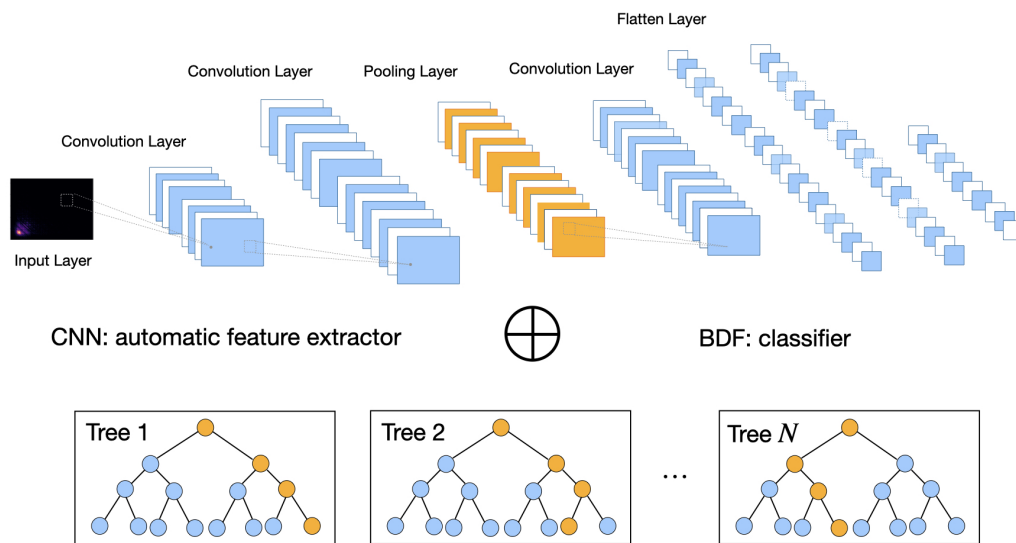 Flatten Layer
Convolution Layer
Pooling Layer
Convolution Layer
Convolution Layer
Input Layer
CNN: automatic feature extractor
BDF: classifier
Tree 1
Tree 2
...
Tree N